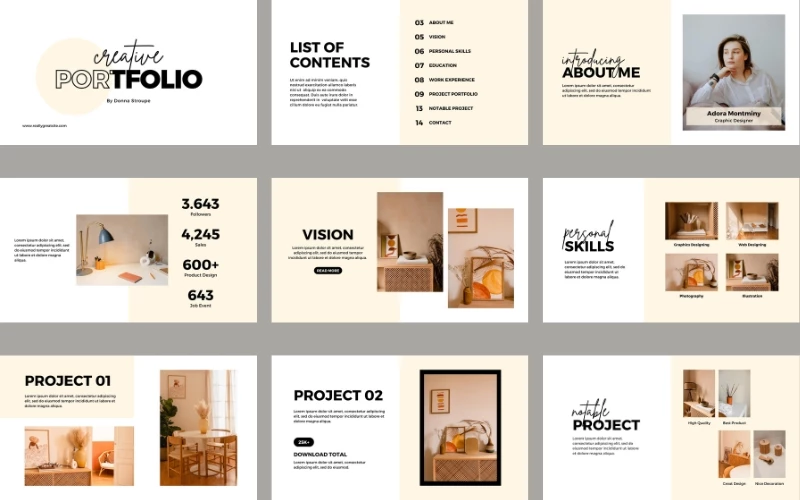 creative
PORTFOLIO
By Donna Stroupe
www.reallygreatsite.com
LIST OF
CONTENTS
Ut enim ad minim veniam, quis
nostrud exercitation ullamco laboris
nisi ut aliquip ex ea commodo
consequat. Duis aute irure dolor in
reprehenderit in voluptate velit esse
cillum dolore eu fugiat nulla pariatur.
03 ABOUT ME
05 VISION
06 PERSONAL SKILLS
07 EDUCATION
08 WORK EXPERIENCE
09 PROJECT PORTFOLIO
13 NOTABLE PROJECT
14 CONTACT
introducing
ABOUT ME
Lorem ipsum dolor sit amet, consectetur
adipiscing elit, sed do eiusmod tempor incididunt
ut labore et dolore magna aliqua.
Adora Montminy
Graphic Designer
Lorem ipsum dolor sit amet,
consectetur adipiscing elit, sed
do eiusmod tempor incididunt
ut labore et dolore magna
aliqua.
3.643
Followers
4,245
Sales
600+
Product Design
643
Job Event
VISION
Lorem ipsum dolor sit amet, consectetur
adipiscing elit, sed do eiusmod tempor
incididunt ut labore et dolore magna aliqua.
READ MORE
personal
SKILLS
Lorem ipsum dolor sit amet,
consectetur adipiscing elit, sed do
eiusmod tempor incididunt ut
labore et dolore magna aliqua.
Graphics Designing
Web Designing
Photography
Illustration
PROJECT 01
Lorem ipsum dolor sit amet, consectetur adipiscing
elit, sed do eiusmod tempor incididunt ut labore et dolore
magna aliqua.
PROJECT 02
Lorem ipsum dolor sit amet, consectetur adipiscing
elit, sed do eiusmod tempor incididunt ut labore et
dolore magna aliqua.
25K+
DOWNLOAD TOTAL
Lorem ipsum dolor sit amet, consectetur adipiscing
elit, sed do eiusmod.
notable
PROJECT
Lorem ipsum dolor sit amet,
consectetur adipiscing elit, sed do
eiusmod tempor incididunt ut
labore et dolore magna aliqua.
High Quality
Best Product
Great Design
Nice Decoration